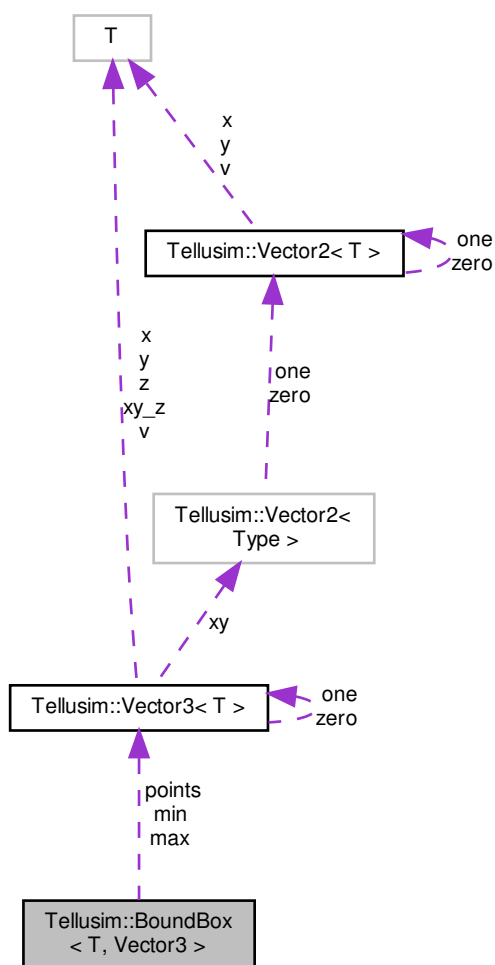 T
x
y
v
Tellusim::Vector2< T >
one
zero
x
y
z
xy_z
v
one
zero
Tellusim::Vector2<
Type >
xy
Tellusim::Vector3< T >
one
zero
points
min
max
Tellusim::BoundBox
< T, Vector3 >